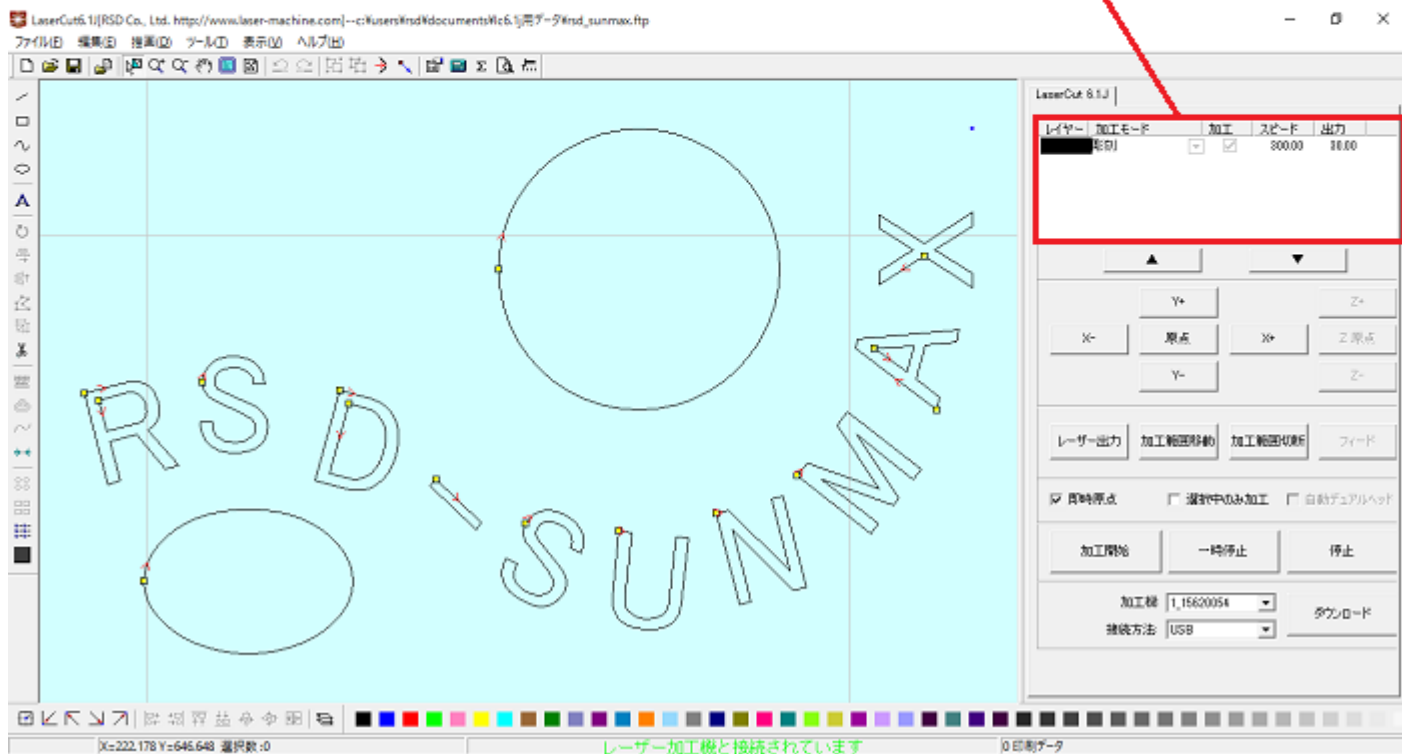 LaserCut6.1J[RSD Co., Ltd. http://www.laser-machine.com]--c:¥users¥rsd¥documents¥lc6.1j用データ¥rsd_sunmax.ftp
ファイル(F) 編集(E) 描画(D) ツール(T) 表示(V) ヘルプ(H)
LaserCut 6.1J
レイヤー 加工モード 加工 スピード 出力
彫刻 300.00 30.00
▲ ▼
Y+ Z+
X- 原点 X+ Z 原点
Y- Z-
レーザー出力 加工範囲移動 加工範囲切断 フィード
即時原点 選択中のみ加工 自動デュアルヘッド
加工開始 一時停止 停止
加工機 1_15620054
ダウンロード
接続方法: USB
RSD-SUNMAX
X=222.178 Y=646.648 選択数:0 レーザー加工機と接続されています 0 印刷データ